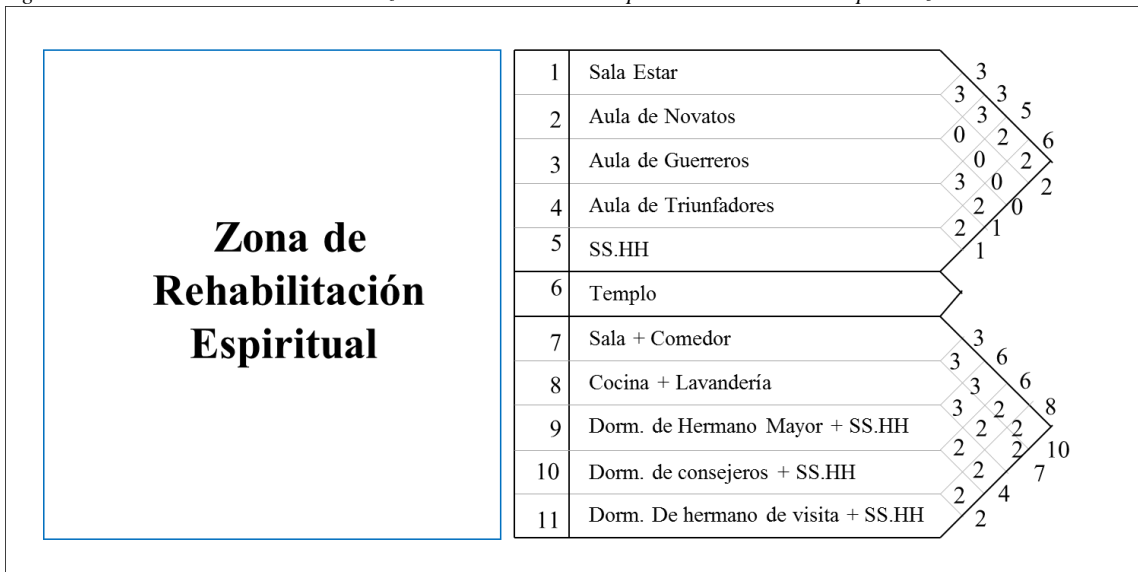 Zona de
Rehabilitación
Espiritual
1 Sala Estar 3
3 3
2 Aula de Novatos 3 5
0 2 6
3 Aula de Guerreros 0 2
3 0 2
4 Aula de Triunfadores 2 0
2 1
5 SS.HH 1
6 Templo
7 Sala + Comedor 3
3 6
8 Cocina + Lavandería 3 6
3 2 8
9 Dorm. de Hermano Mayor + SS.HH 2 2
2 2 10
10 Dorm. de consejeros + SS.HH 2 7
2 4
11 Dorm. De hermano de visita + SS.HH 2